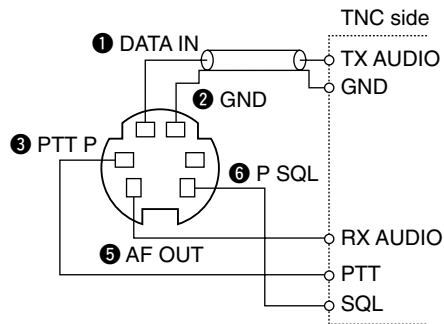 TNC side
❶ DATA IN
TX AUDIO
❷ GND
GND
❸ PTT P
❻ P SQL
❺ AF OUT
RX AUDIO
PTT
SQL